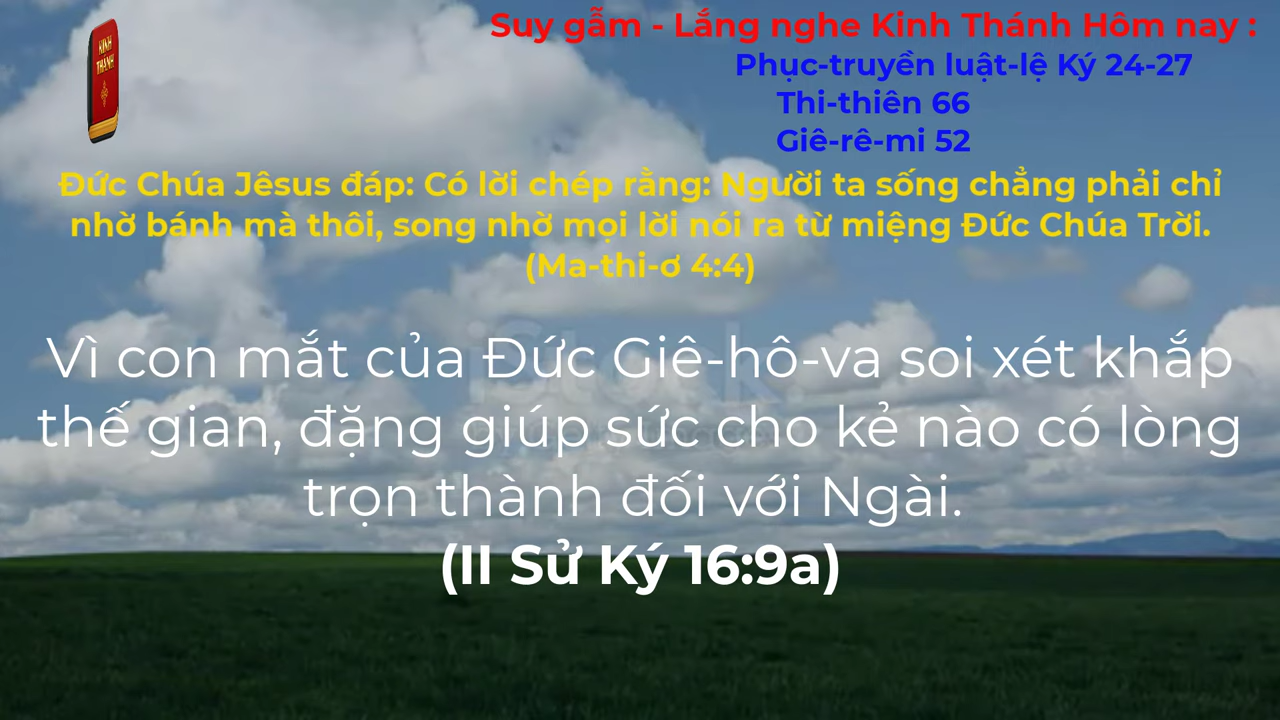 KINH
THÁNH
Suy gẫm - Lắng nghe Kinh Thánh Hôm nay :
Phục-truyền luật-lệ Ký 24-27
Thi-thiên 66
Giê-rê-mi 52
Đức Chúa Jêsus đáp: Có lời chép rằng: Người ta sống chẳng phải chỉ
nhờ bánh mà thôi, song nhờ mọi lời nói ra từ miệng Đức Chúa Trời.
(Ma-thi-ơ 4:4)
iStock
Vì con mắt của Đức Giê-hô-va soi xét khắp
thế gian, đặng giúp sức cho kẻ nào có lòng
trọn thành đối với Ngài.
(II Sử Ký 16:9a)